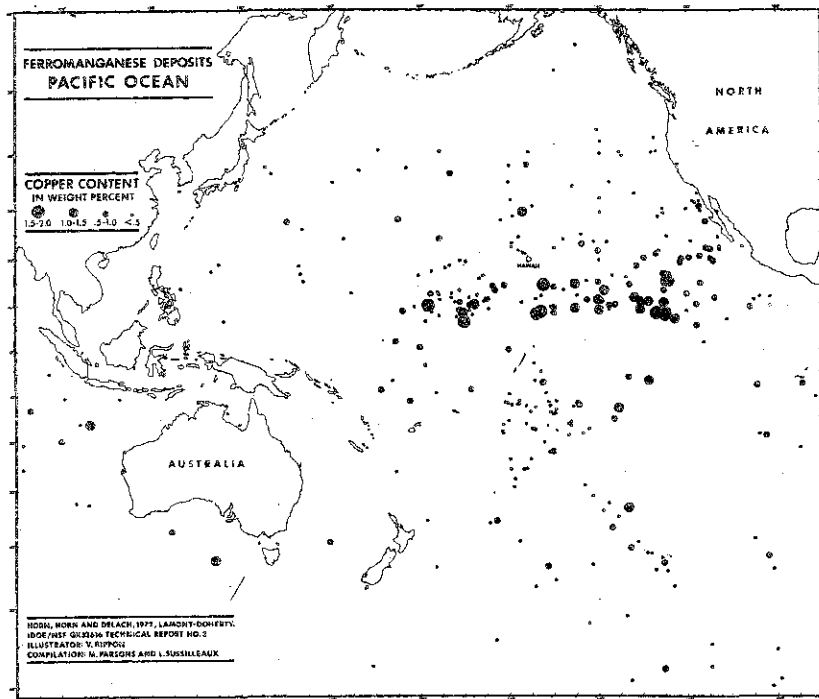 FERROMANGANESE DEPOSITS
PACIFIC OCEAN
COPPER CONTENT
IN WEIGHT PERCENT
1.5-2.0 1.0-1.5 .5-1.0 <.5
NORTH
AMERICA
HAWAII
AUSTRALIA
HORN, HORN AND DELACH, 1972, LAMONT-DOHERTY.
IDOE/NSF TECHNICAL REPORT NO.
ILLUSTRATOR: V. RIPPON
COMPILATION: M. PARSONS AND L. SUSSILLEAUX